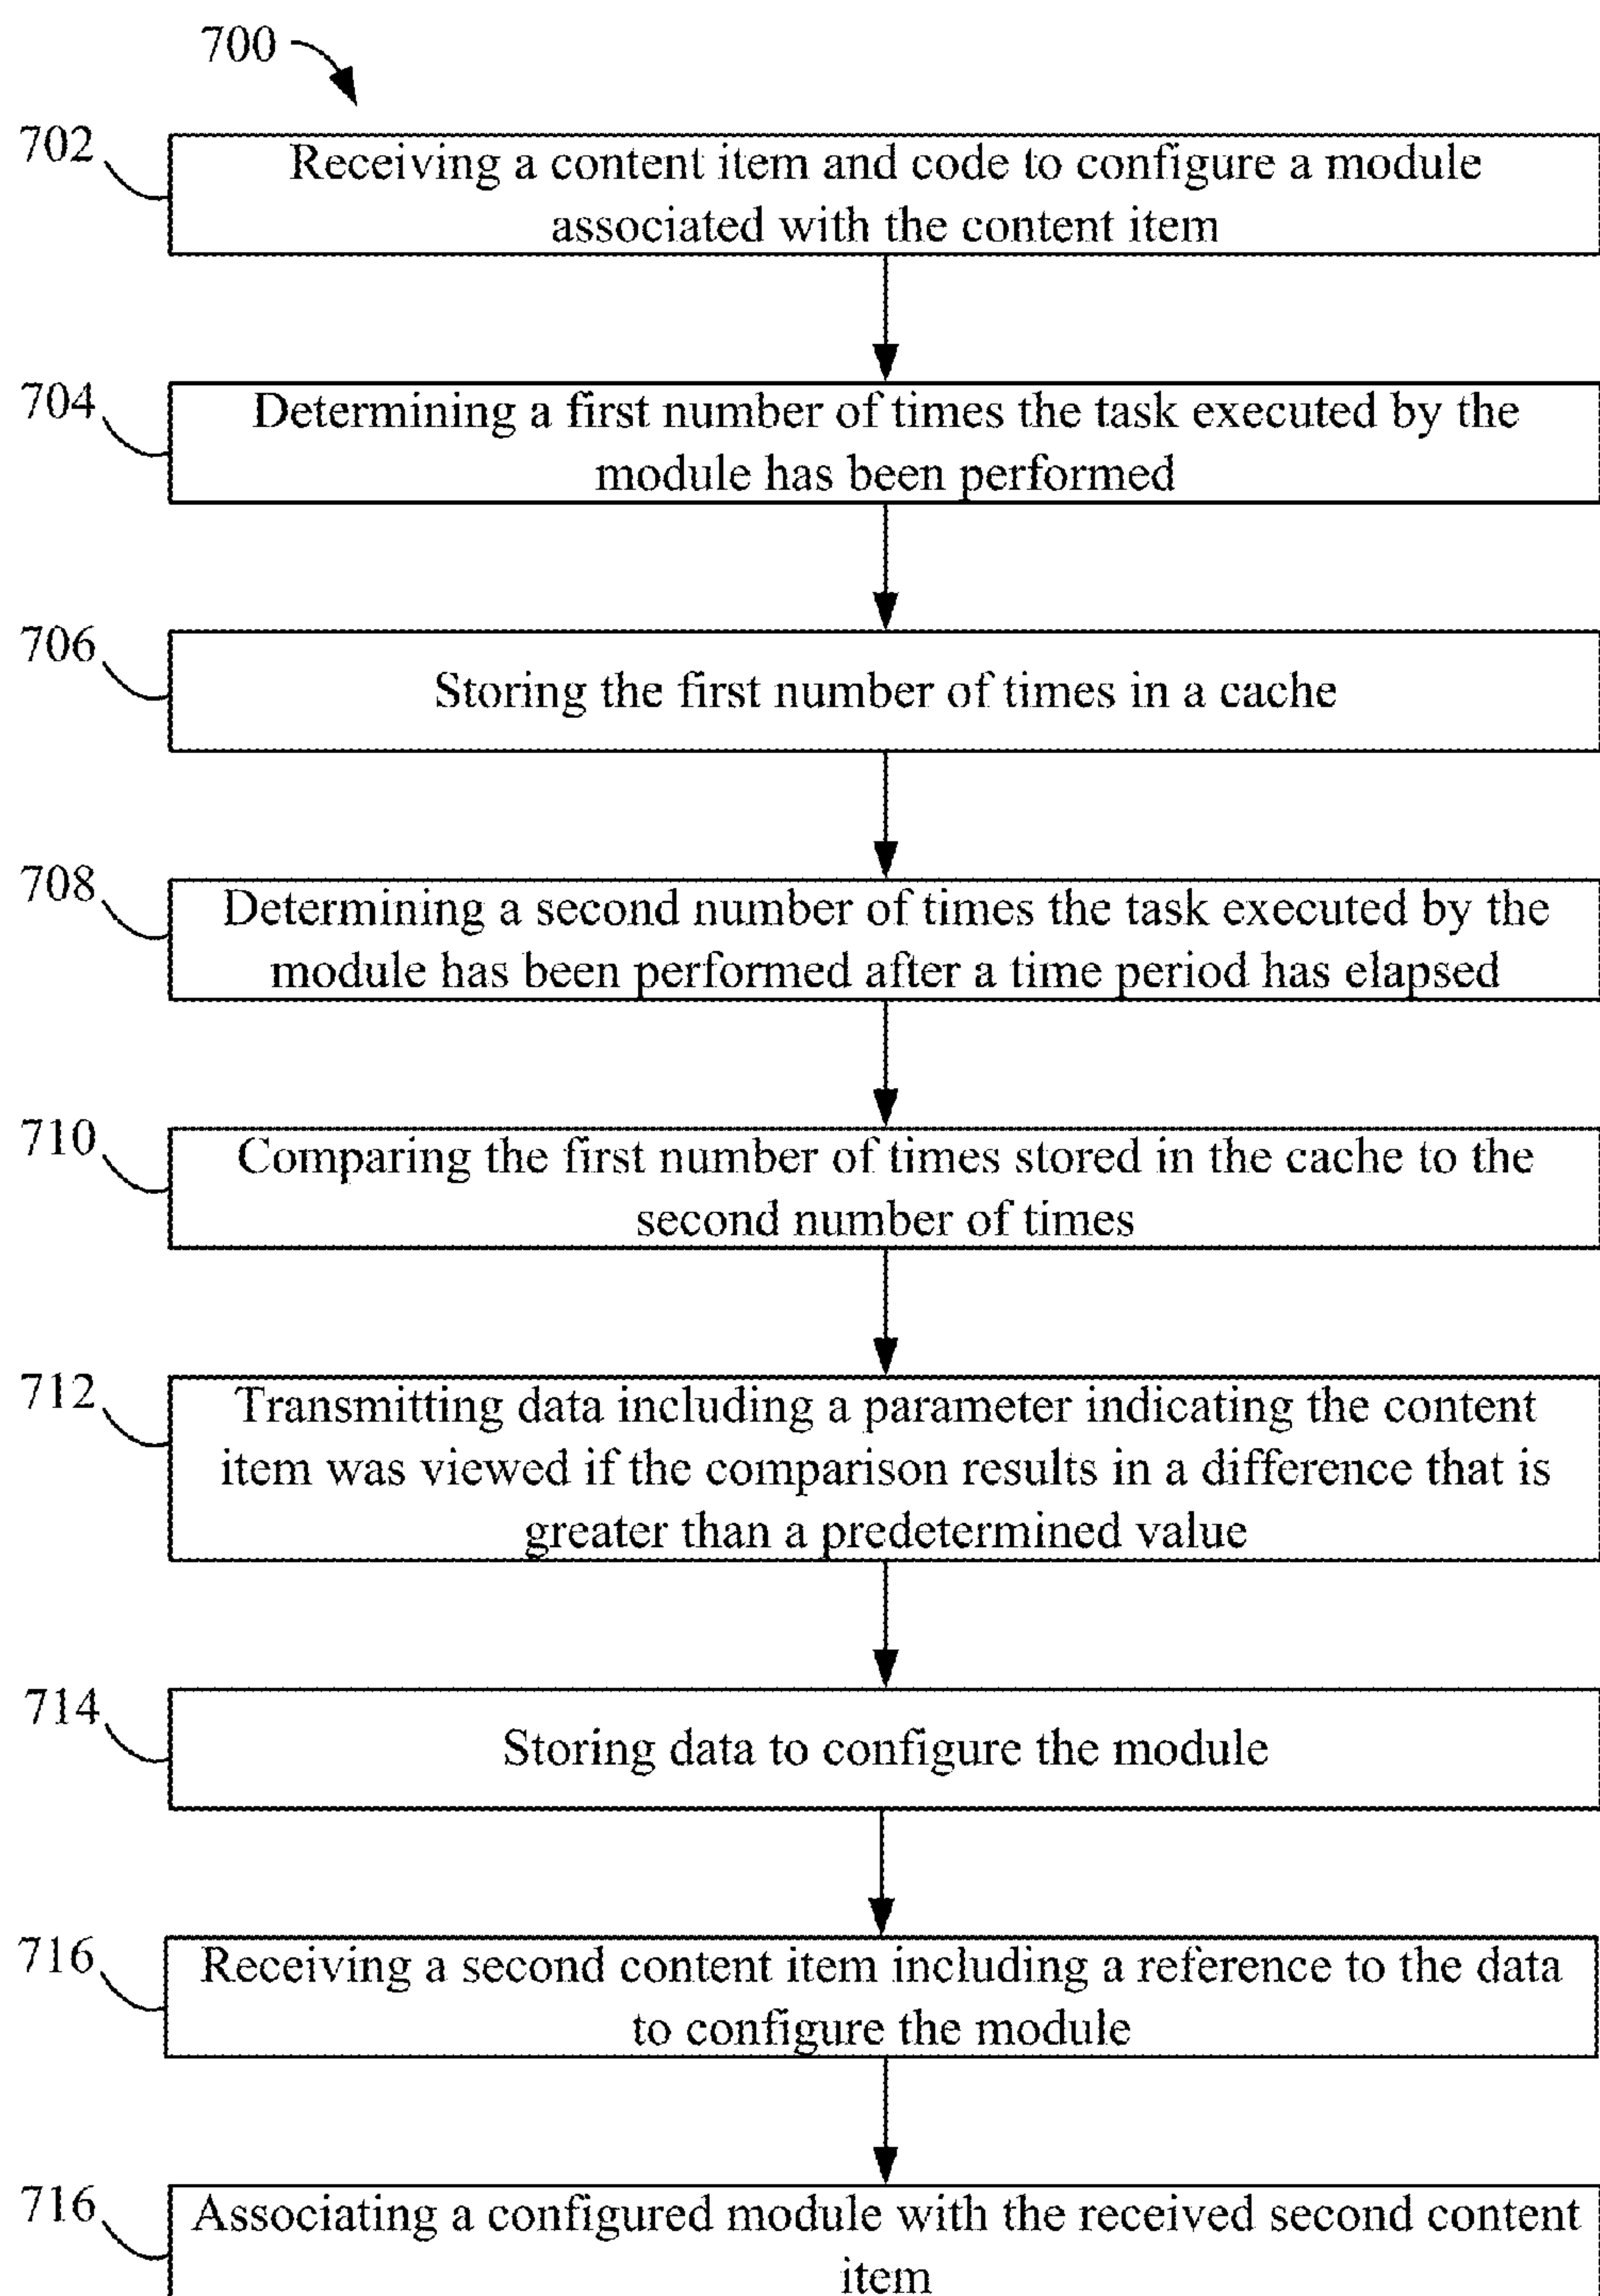 700
702
Receiving a content item and code to configure a module
associated with the content item
704
Determining a first number of times the task executed by the
module has been performed
706
Storing the first number of times in a cache
708
Determining a second number of times the task executed by the
module has been performed after a time period has elapsed
710
Comparing the first number of times stored in the cache to the
second number of times
712
Transmitting data including a parameter indicating the content
item was viewed if the comparison results in a difference that is
greater than a predetermined value
714
Storing data to configure the module
716
Receiving a second content item including a reference to the data
to configure the module
716
Associating a configured module with the received second content
item